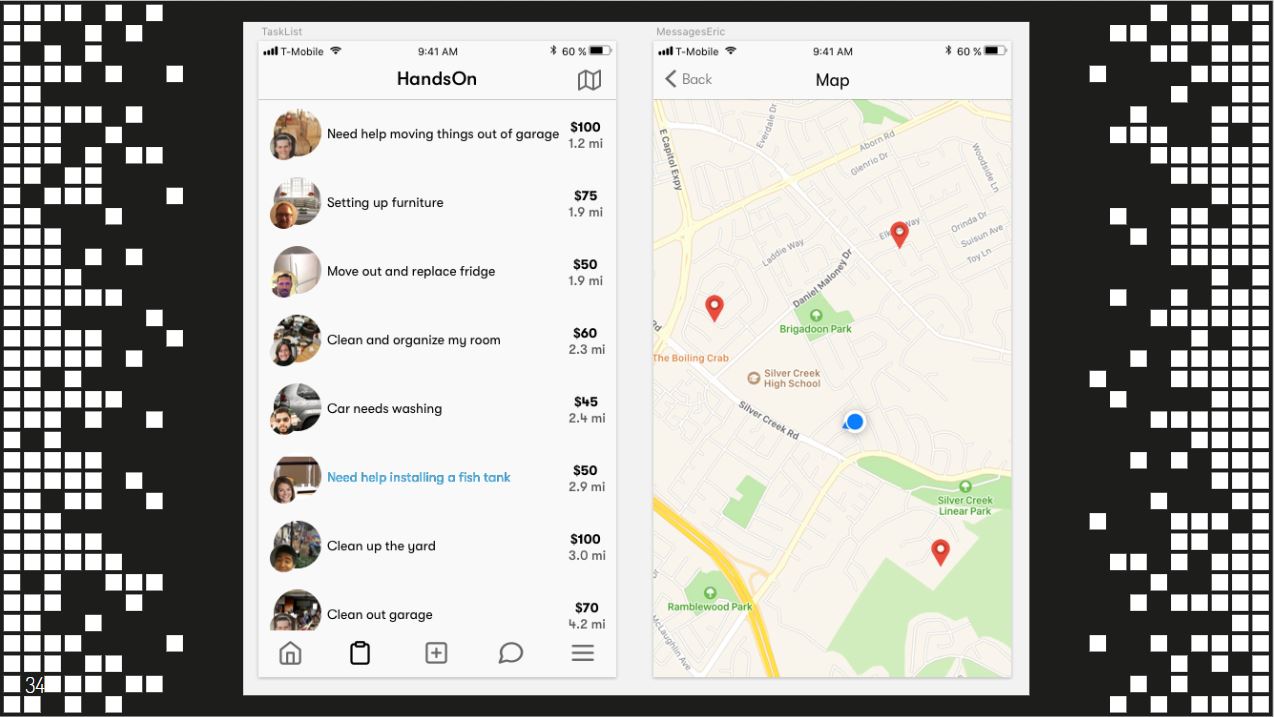 TaskList
T-Mobile 9:41 AM 60 %
HandsOn
Need help moving things out of garage $100
1.2 mi
Setting up furniture $75
1.9 mi
Move out and replace fridge $50
1.9 mi
Clean and organize my room $60
2.3 mi
Car needs washing $45
2.4 mi
Need help installing a fish tank $50
2.9 mi
Clean up the yard $100
3.0 mi
Clean out garage $70
4.2 mi
MessagesEric
T-Mobile 9:41 AM 60 %
Back Map
E Capitol Expy
Everdale Dr
Aborn Rd
Glenrio Dr
Woodside Ln
Orinda Dr
Suisun Ave
Toy Ln
Way
Laddie Way
Daniel Maloney Dr
Brigadoon Park
The Boiling Crab
Silver Creek
High School
Silver Creek Rd
Silver Creek
Linear Park
Ramblewood Park
McLaughlin Ave
34